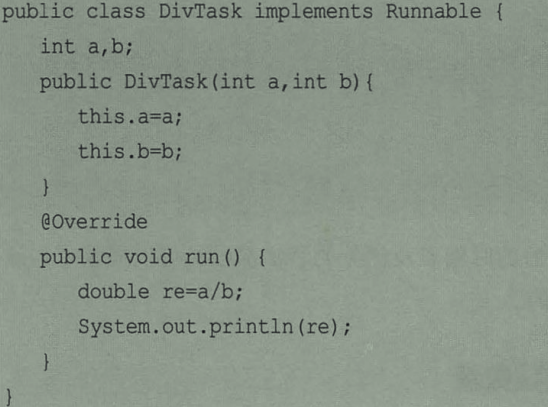 public class DivTask implements Runnable {
int a,b;
public DivTask(int a,int b){
this.a=a;
this.b=b;
}
@Override
public void run() {
double re=a/b;
System.out.println(re);
}
}